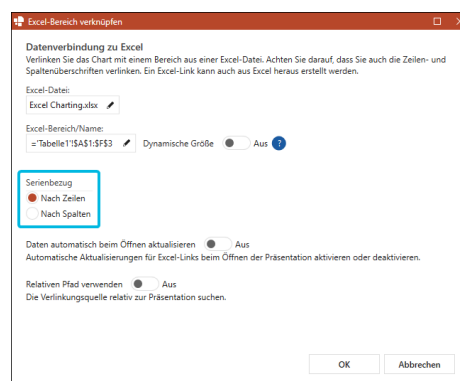 Excel-Bereich verknüpfen
Datenverbindung zu Excel
Verlinken Sie das Chart mit einem Bereich aus einer Excel-Datei. Achten Sie darauf, dass Sie auch die Zeilen- und
Spaltenüberschriften verlinken. Ein Excel-Link kann auch aus Excel heraus erstellt werden.
Excel-Datei:
Excel Charting.xlsx
Excel-Bereich/Name:
='Tabelle1'!$A$1:$F$3 Dynamische Größe Aus ?
Serienbezug
Nach Zeilen
Nach Spalten
Daten automatisch beim Öffnen aktualisieren Aus
Automatische Aktualisierungen für Excel-Links beim Öffnen der Präsentation aktivieren oder deaktivieren.
Relativen Pfad verwenden Aus
Die Verlinkungsquelle relativ zur Präsentation suchen.
OK Abbrechen